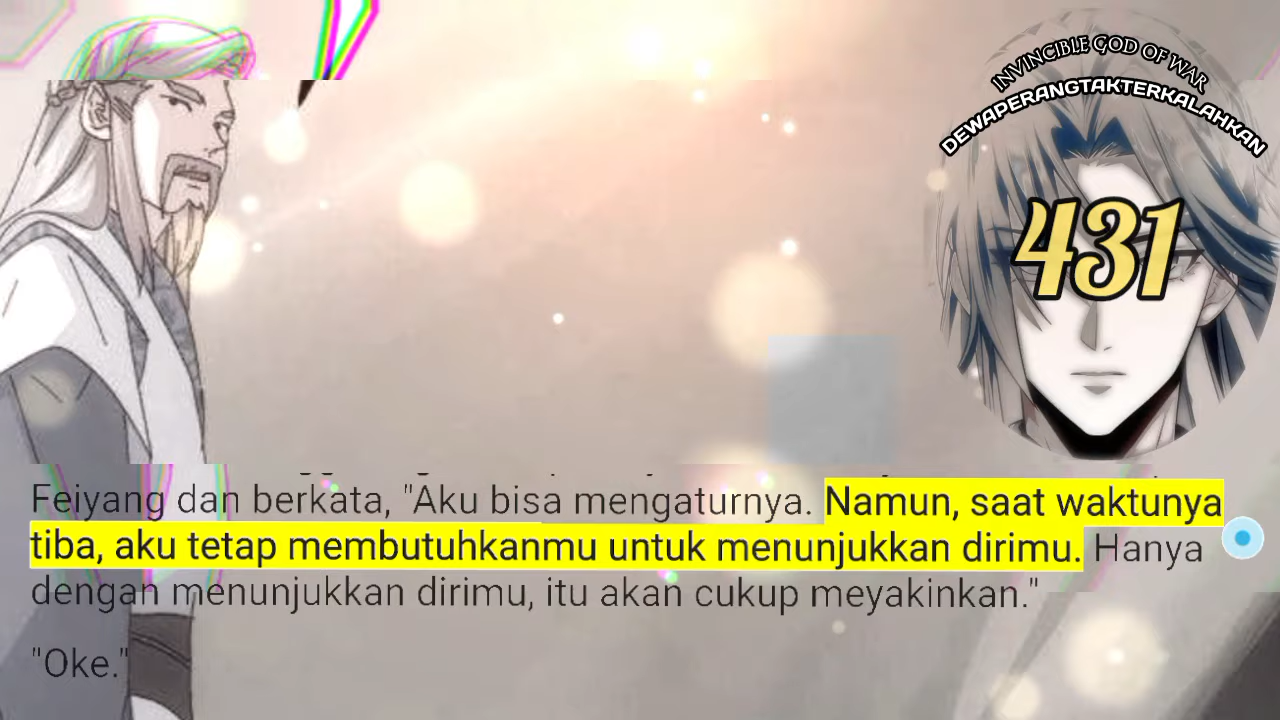 INVINCIBLE GOD OF WAR
DEWAPERANGTAKTERKALAHKAN
431
Feiyang dan berkata, "Aku bisa mengaturnya. Namun, saat waktunya
tiba, aku tetap membutuhkanmu untuk menunjukkan dirimu. Hanya
dengan menunjukkan dirimu, itu akan cukup meyakinkan."
"Oke."